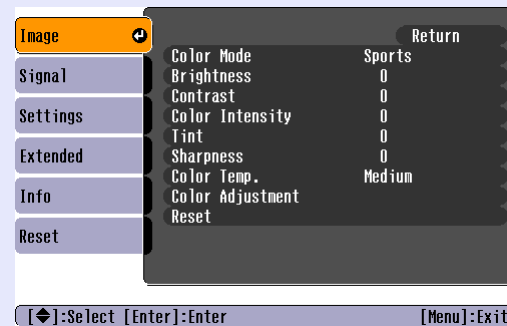 Image
Signal
Settings
Extended
Info
Reset
Return
Color Mode Sports
Brightness 0
Contrast 0
Color Intensity 0
Tint 0
Sharpness 0
Color Temp. Medium
Color Adjustment
Reset
[◆]:Select [Enter]:Enter [Menu]:Exit